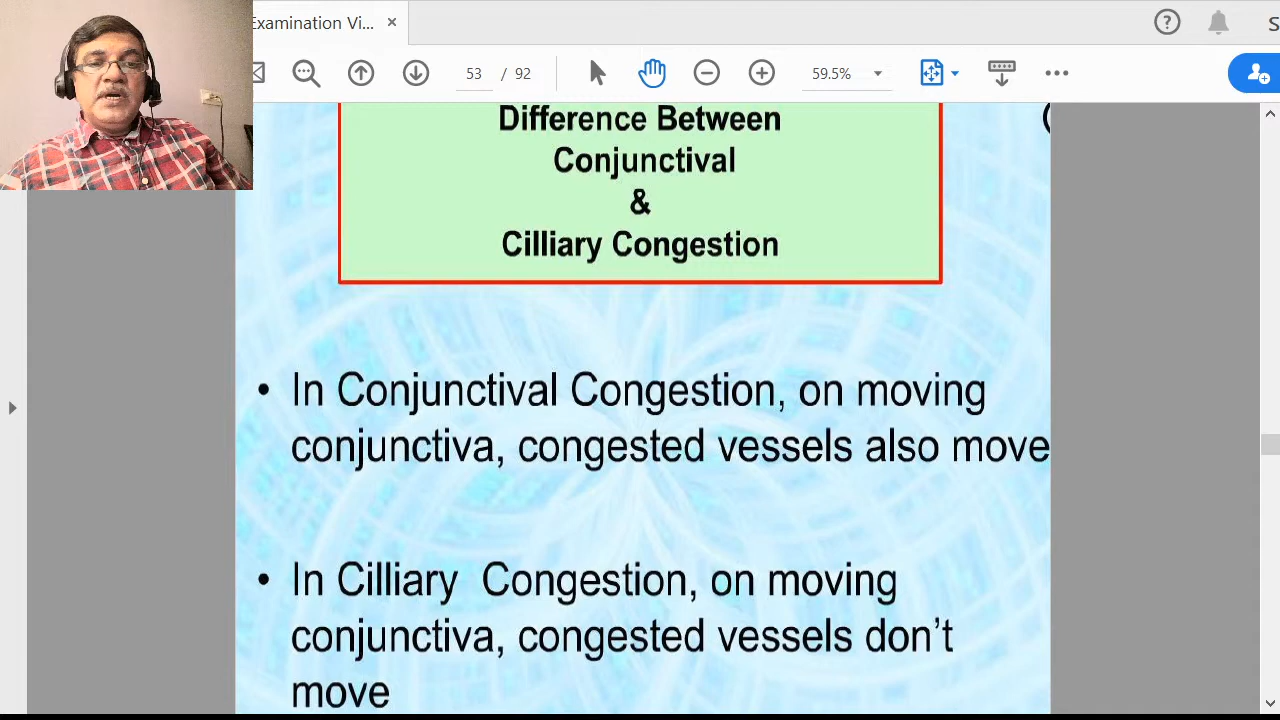 Examination Vi...
53 / 92
59.5%
Difference Between
Conjunctival
&
Cilliary Congestion
• In Conjunctival Congestion, on moving
conjunctiva, congested vessels also move
• In Cilliary Congestion, on moving
conjunctiva, congested vessels don’t
move